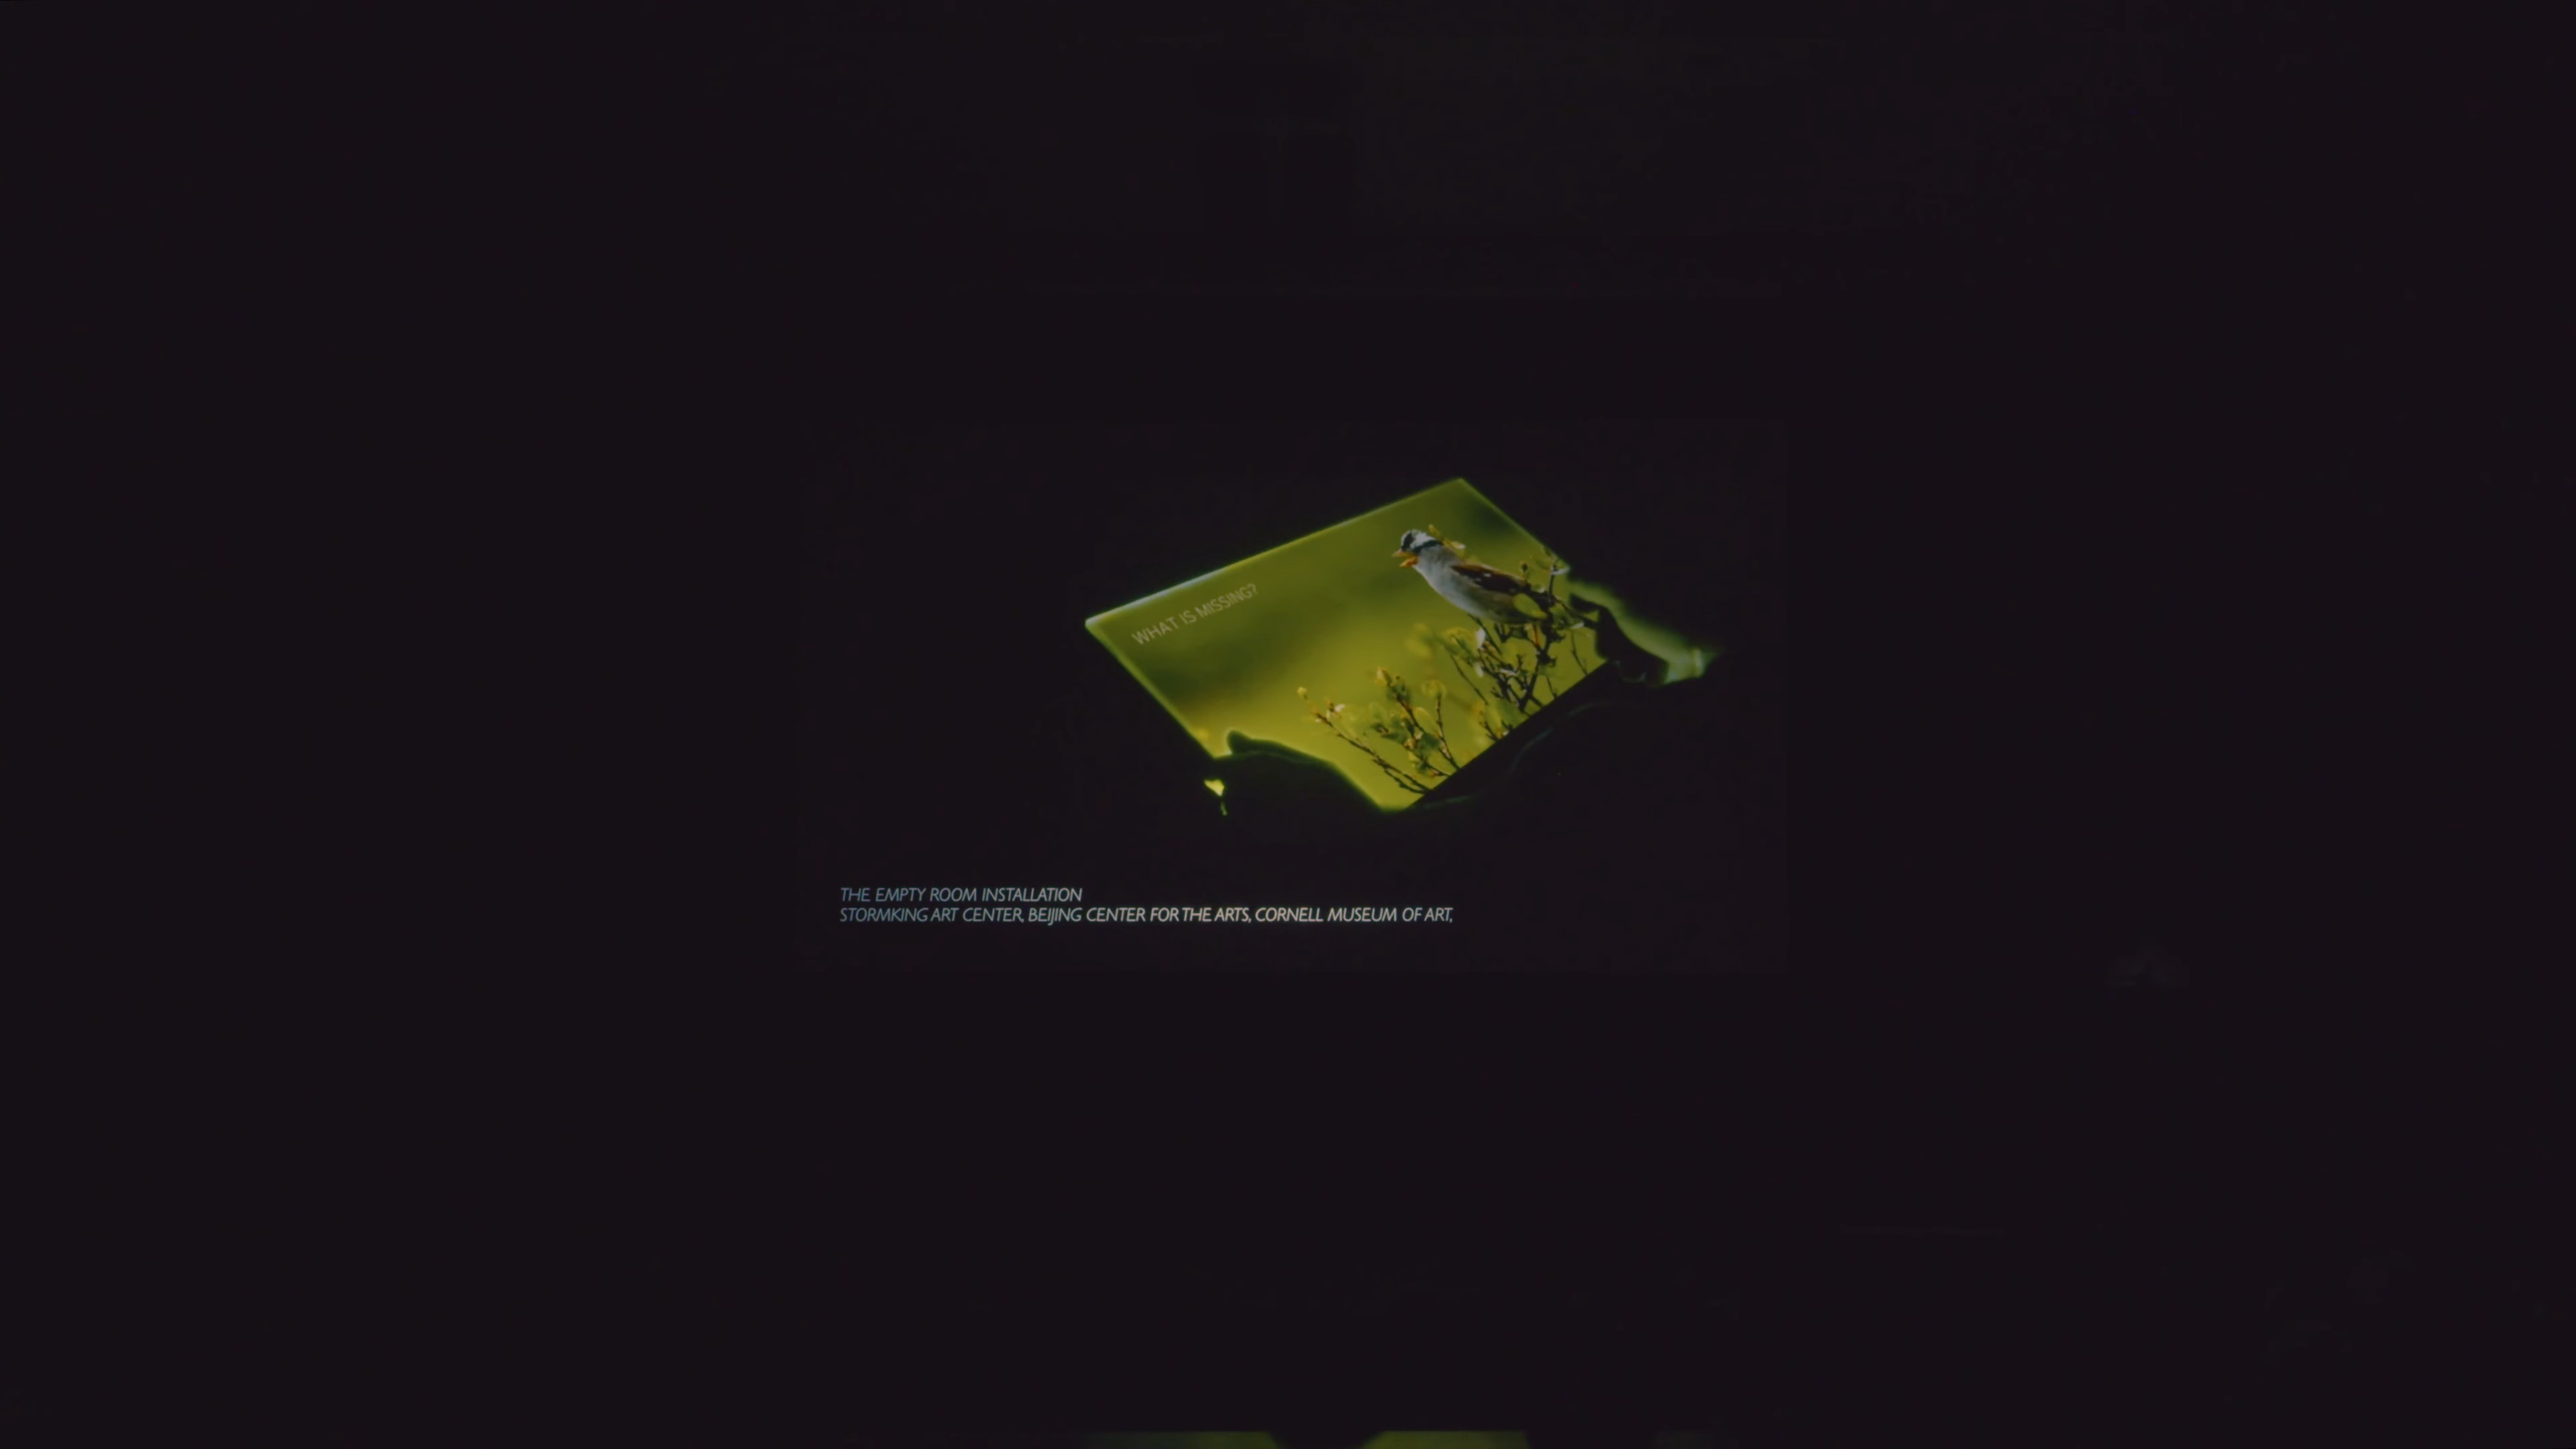 WHAT IS MISSING?
THE EMPTY ROOM INSTALLATION
STORMKING ART CENTER, BEIJING CENTER FOR THE ARTS, CORNELL MUSEUM OF ART,